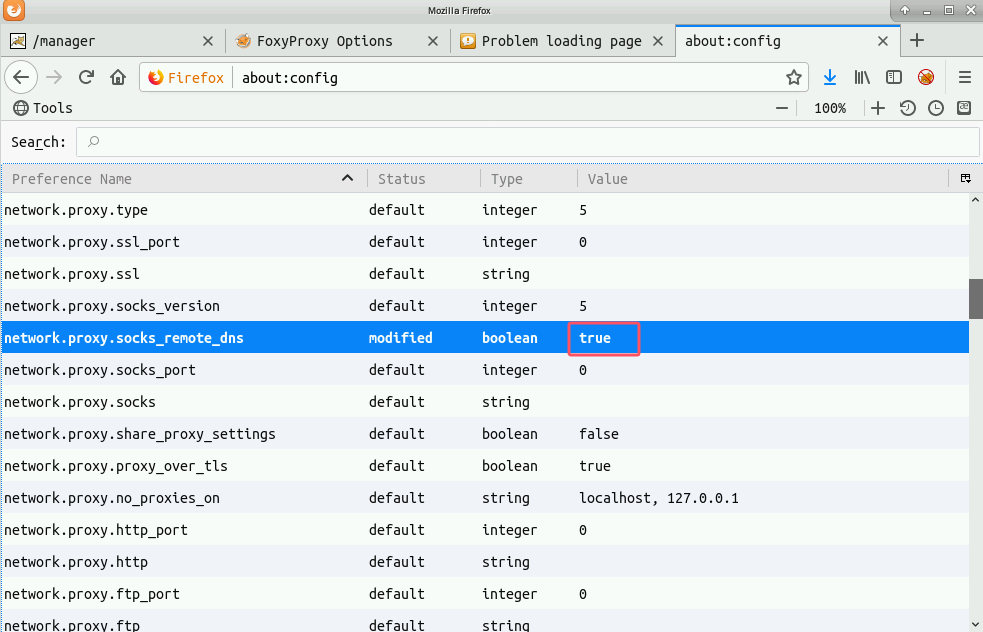 Mozilla Firefox
/manager
FoxyProxy Options
Problem loading page
about:config
Firefox
about:config
Tools
100%
Search:
Preference Name Status Type Value
network.proxy.type default integer 5
network.proxy.ssl_port default integer 0
network.proxy.ssl default string
network.proxy.socks_version default integer 5
network.proxy.socks_remote_dns modified boolean true
network.proxy.socks_port default integer 0
network.proxy.socks default string
network.proxy.share_proxy_settings default boolean false
network.proxy.proxy_over_tls default boolean true
network.proxy.no_proxies_on default string localhost, 127.0.0.1
network.proxy.http_port default integer 0
network.proxy.http default string
network.proxy.ftp_port default integer 0
network.proxy.ftp default string